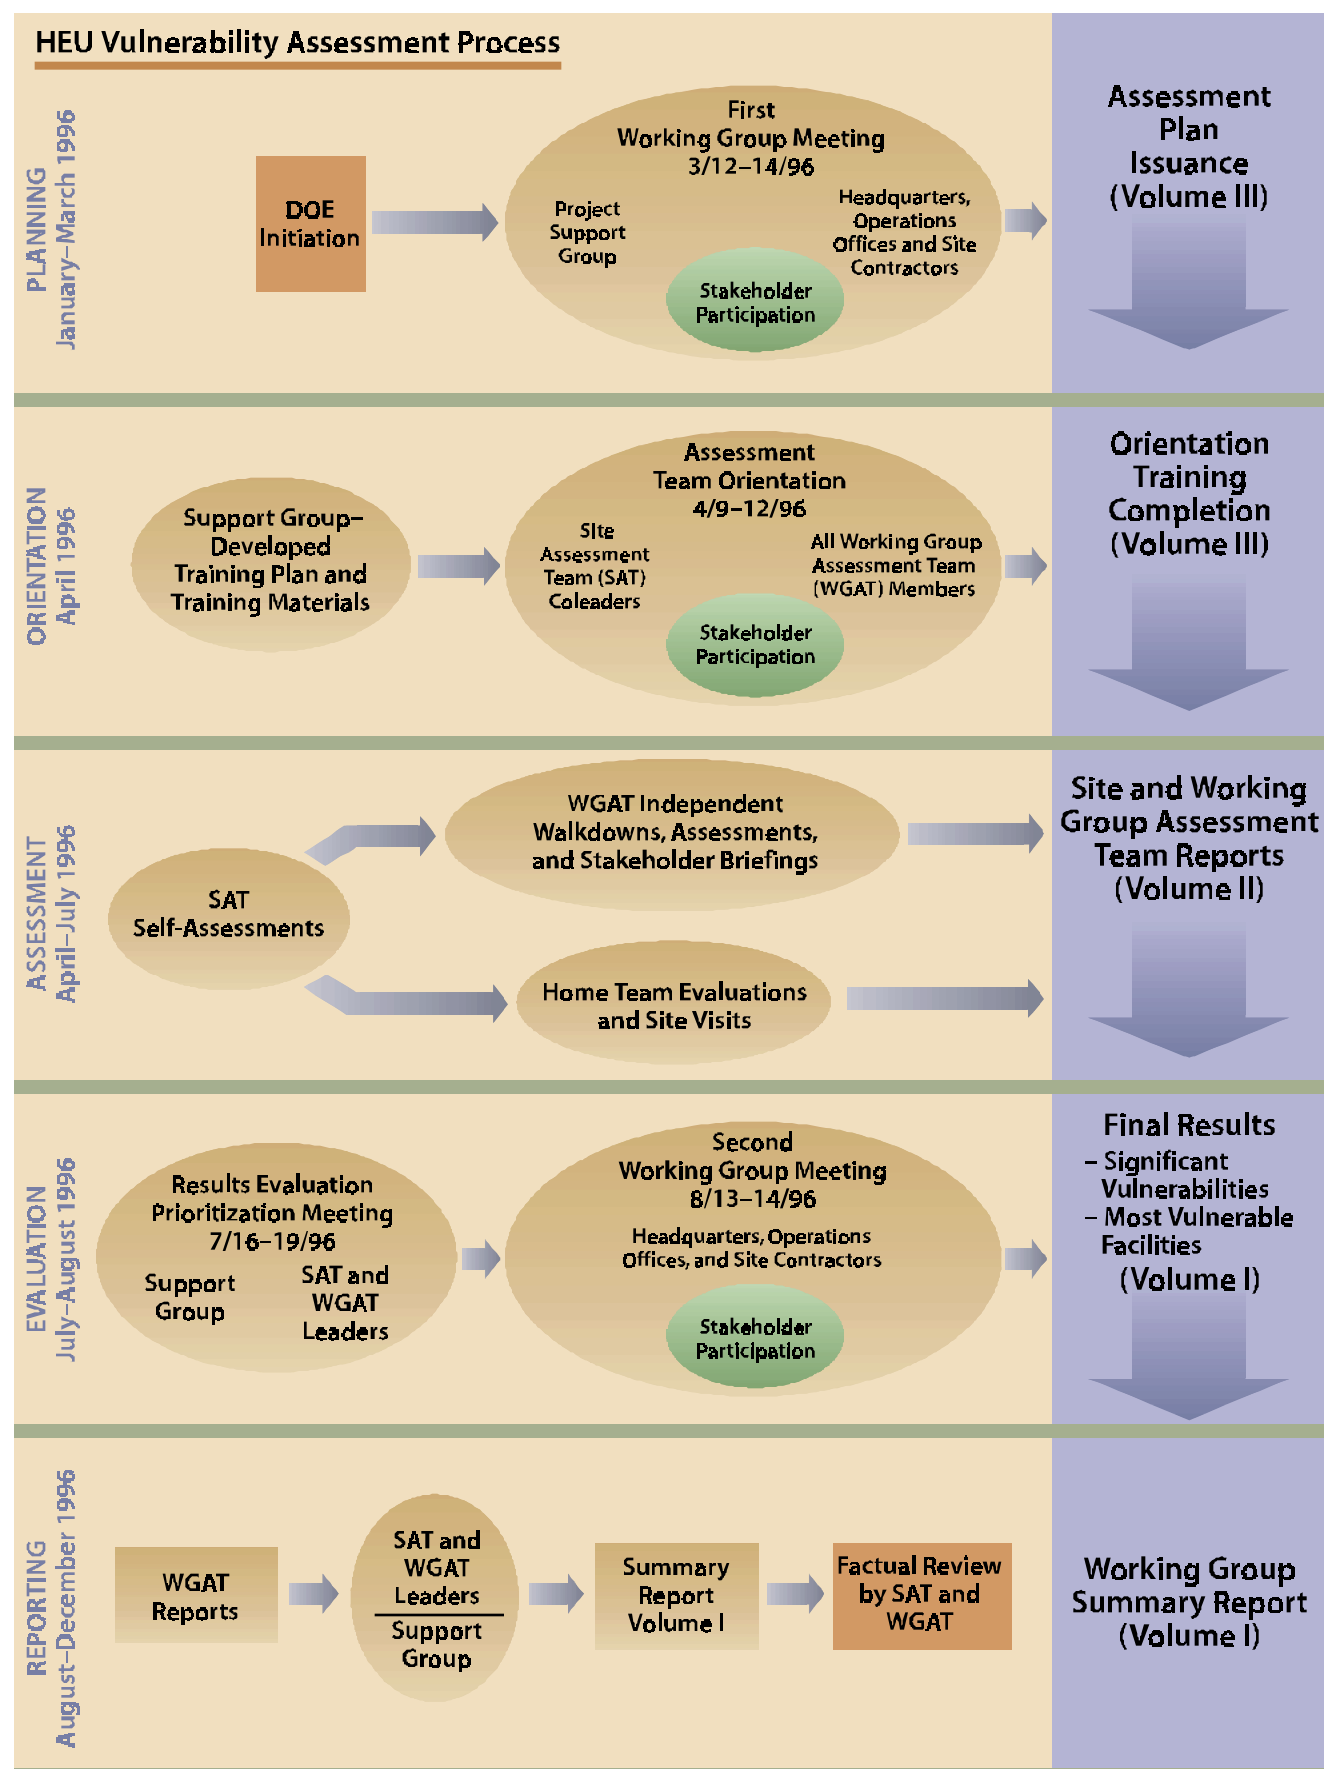 HEU Vulnerability Assessment Process
PLANNING
January–March 1996
DOE
Initiation
First
Working Group Meeting
3/12–14/96
Project
Support
Group
Headquarters,
Operations
Offices and Site
Contractors
Stakeholder
Participation
Assessment
Plan
Issuance
(Volume III)
ORIENTATION
April 1996
Support Group–
Developed
Training Plan and
Training Materials
Assessment
Team Orientation
4/9–12/96
Site
Assessment
Team (SAT)
Coleaders
All Working Group
Assessment Team
(WGAT) Members
Stakeholder
Participation
Orientation
Training
Completion
(Volume III)
ASSESSMENT
April–July 1996
SAT
Self-Assessments
WGAT Independent
Walkdowns, Assessments,
and Stakeholder Briefings
Home Team Evaluations
and Site Visits
Site and Working
Group Assessment
Team Reports
(Volume II)
EVALUATION
July–August 1996
Results Evaluation
Prioritization Meeting
7/16–19/96
Support
Group
SAT and
WGAT
Leaders
Second
Working Group Meeting
8/13–14/96
Headquarters, Operations
Offices, and Site Contractors
Stakeholder
Participation
Final Results
– Significant
Vulnerabilities
– Most Vulnerable
Facilities
(Volume I)
REPORTING
August–December 1996
WGAT
Reports
SAT and
WGAT
Leaders
Support
Group
Summary
Report
Volume I
Factual Review
by SAT and
WGAT
Working Group
Summary Report
(Volume I)